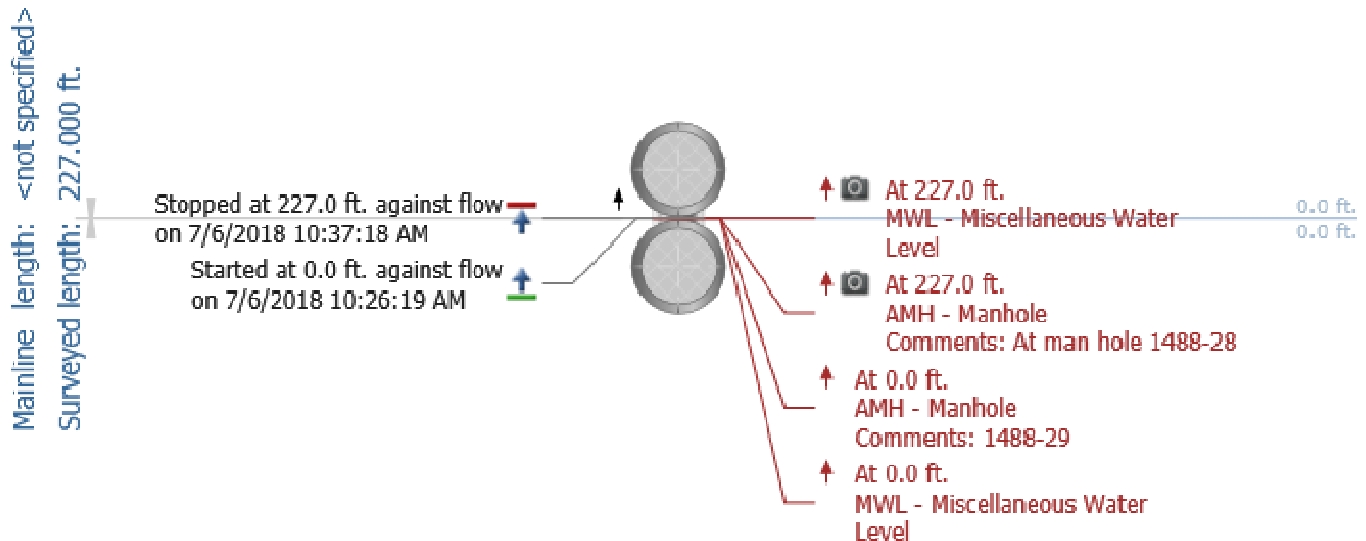 Mainline length: <not specified>
Surveyed length: 227.000 ft.
Stopped at 227.0 ft. against flow
on 7/6/2018 10:37:18 AM
Started at 0.0 ft. against flow
on 7/6/2018 10:26:19 AM
At 227.0 ft.
MWL - Miscellaneous Water
Level
At 227.0 ft.
AMH - Manhole
Comments: At man hole 1488-28
At 0.0 ft.
AMH - Manhole
Comments: 1488-29
At 0.0 ft.
MWL - Miscellaneous Water
Level
0.0 ft.
0.0 ft.